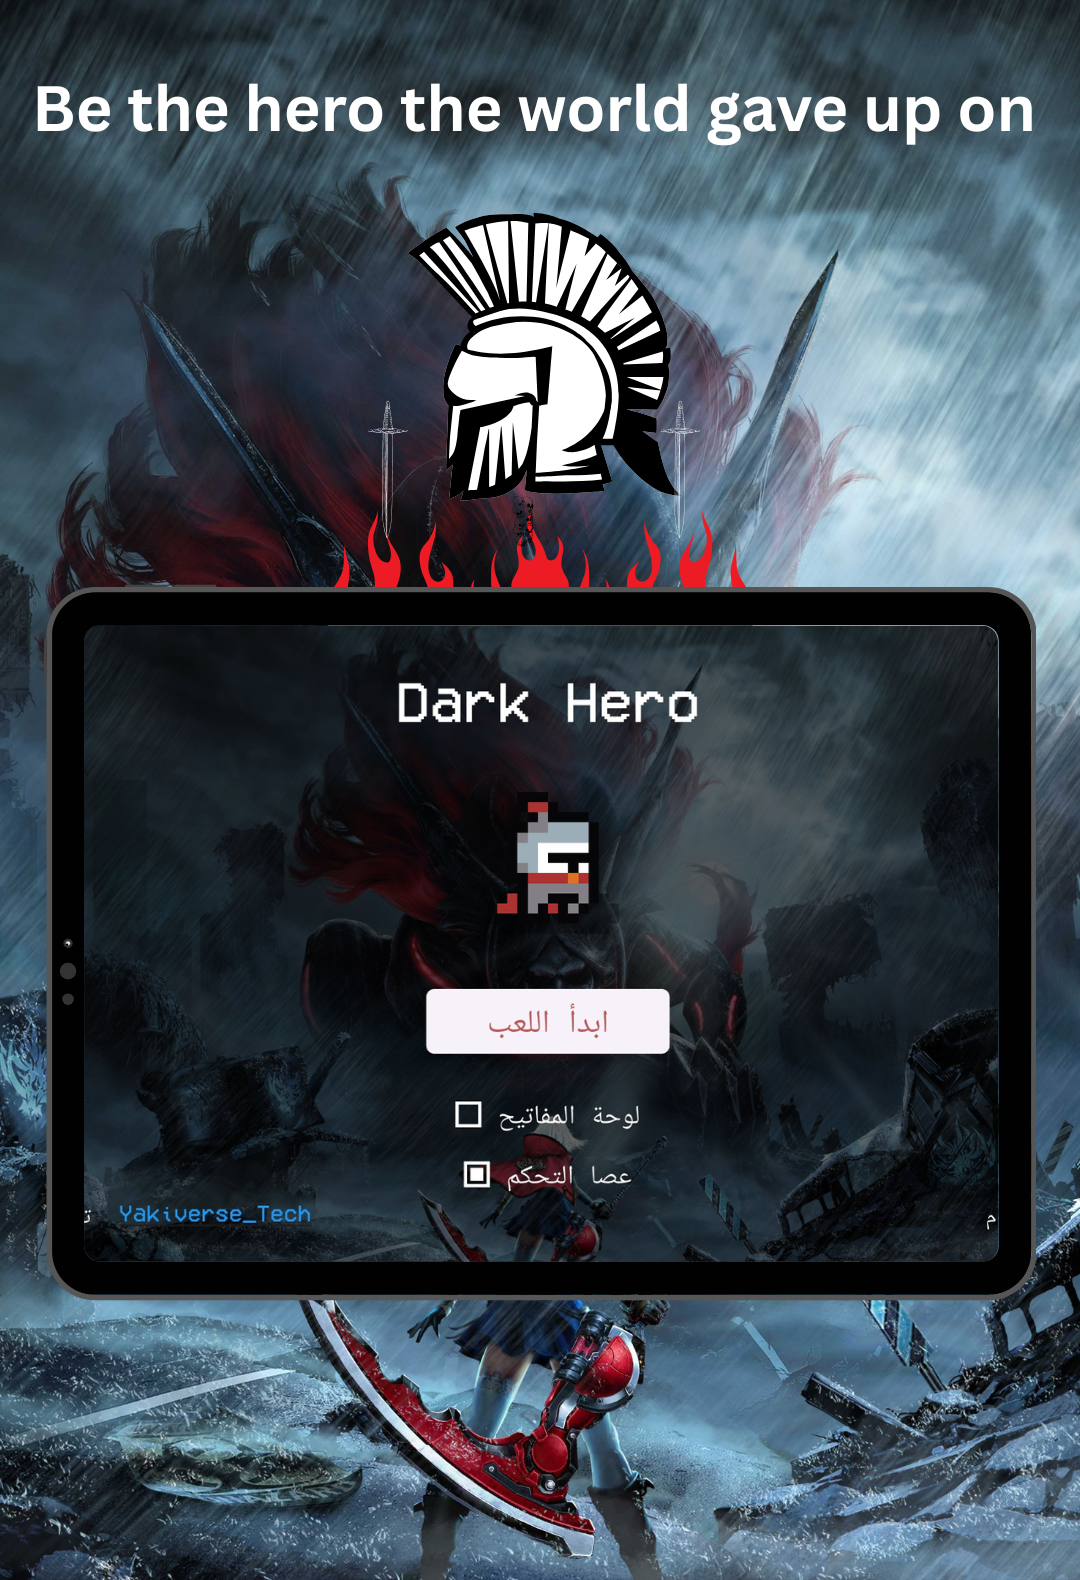 Be the hero the world gave up on
Dark Hero
ابدأ اللعب
لوحة المفاتيح
عصا التحكم
Yakiverse_Tech